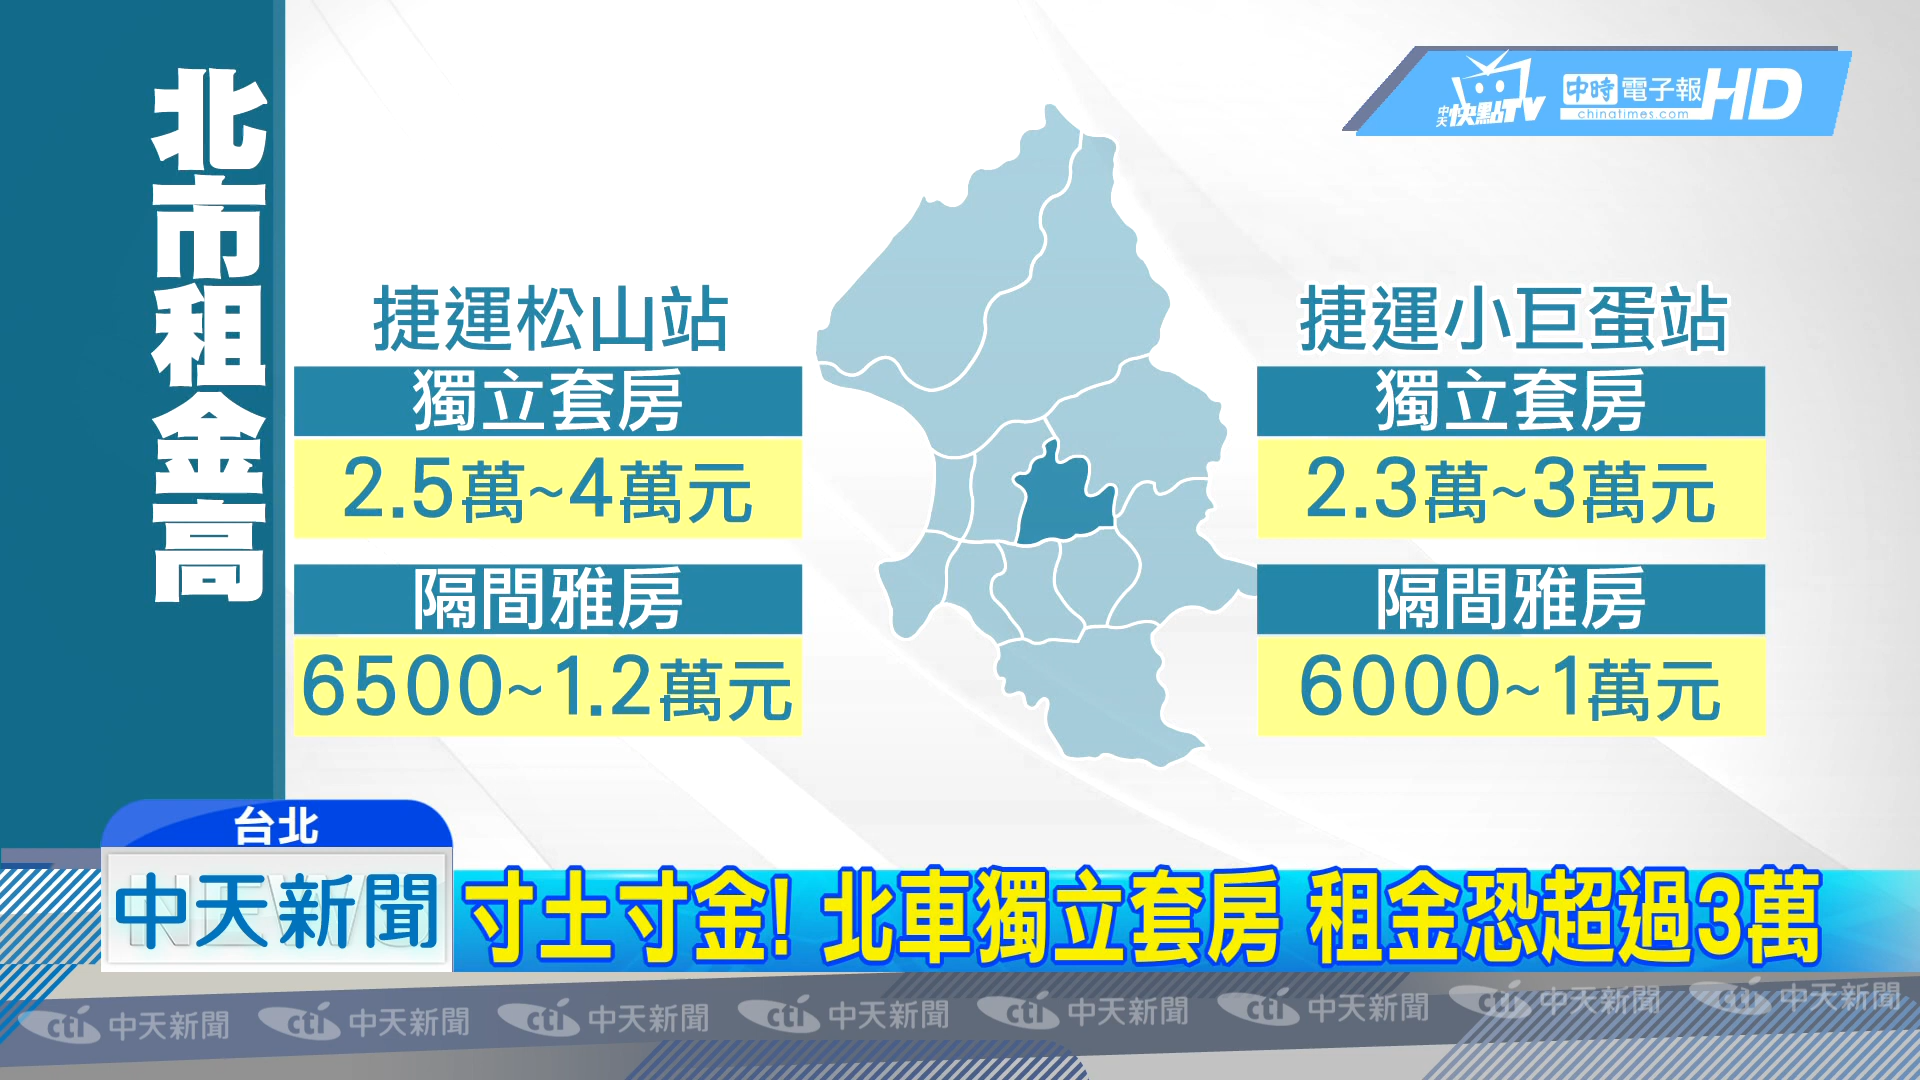 北市租金高
中天快點TV 中時電子報HD
chinatimes.com
捷運松山站
獨立套房
2.5萬~4萬元
隔間雅房
6500~1.2萬元
捷運小巨蛋站
獨立套房
2.3萬~3萬元
隔間雅房
6000~1萬元
台北
NEWS
中天新聞
寸土寸金! 北車獨立套房 租金恐超過3萬
cti 中天新聞 cti 中天新聞 cti 中天新聞 cti 中天新聞 cti 中天新聞 cti 中天新聞 cti 中天新聞 cti 中天新聞